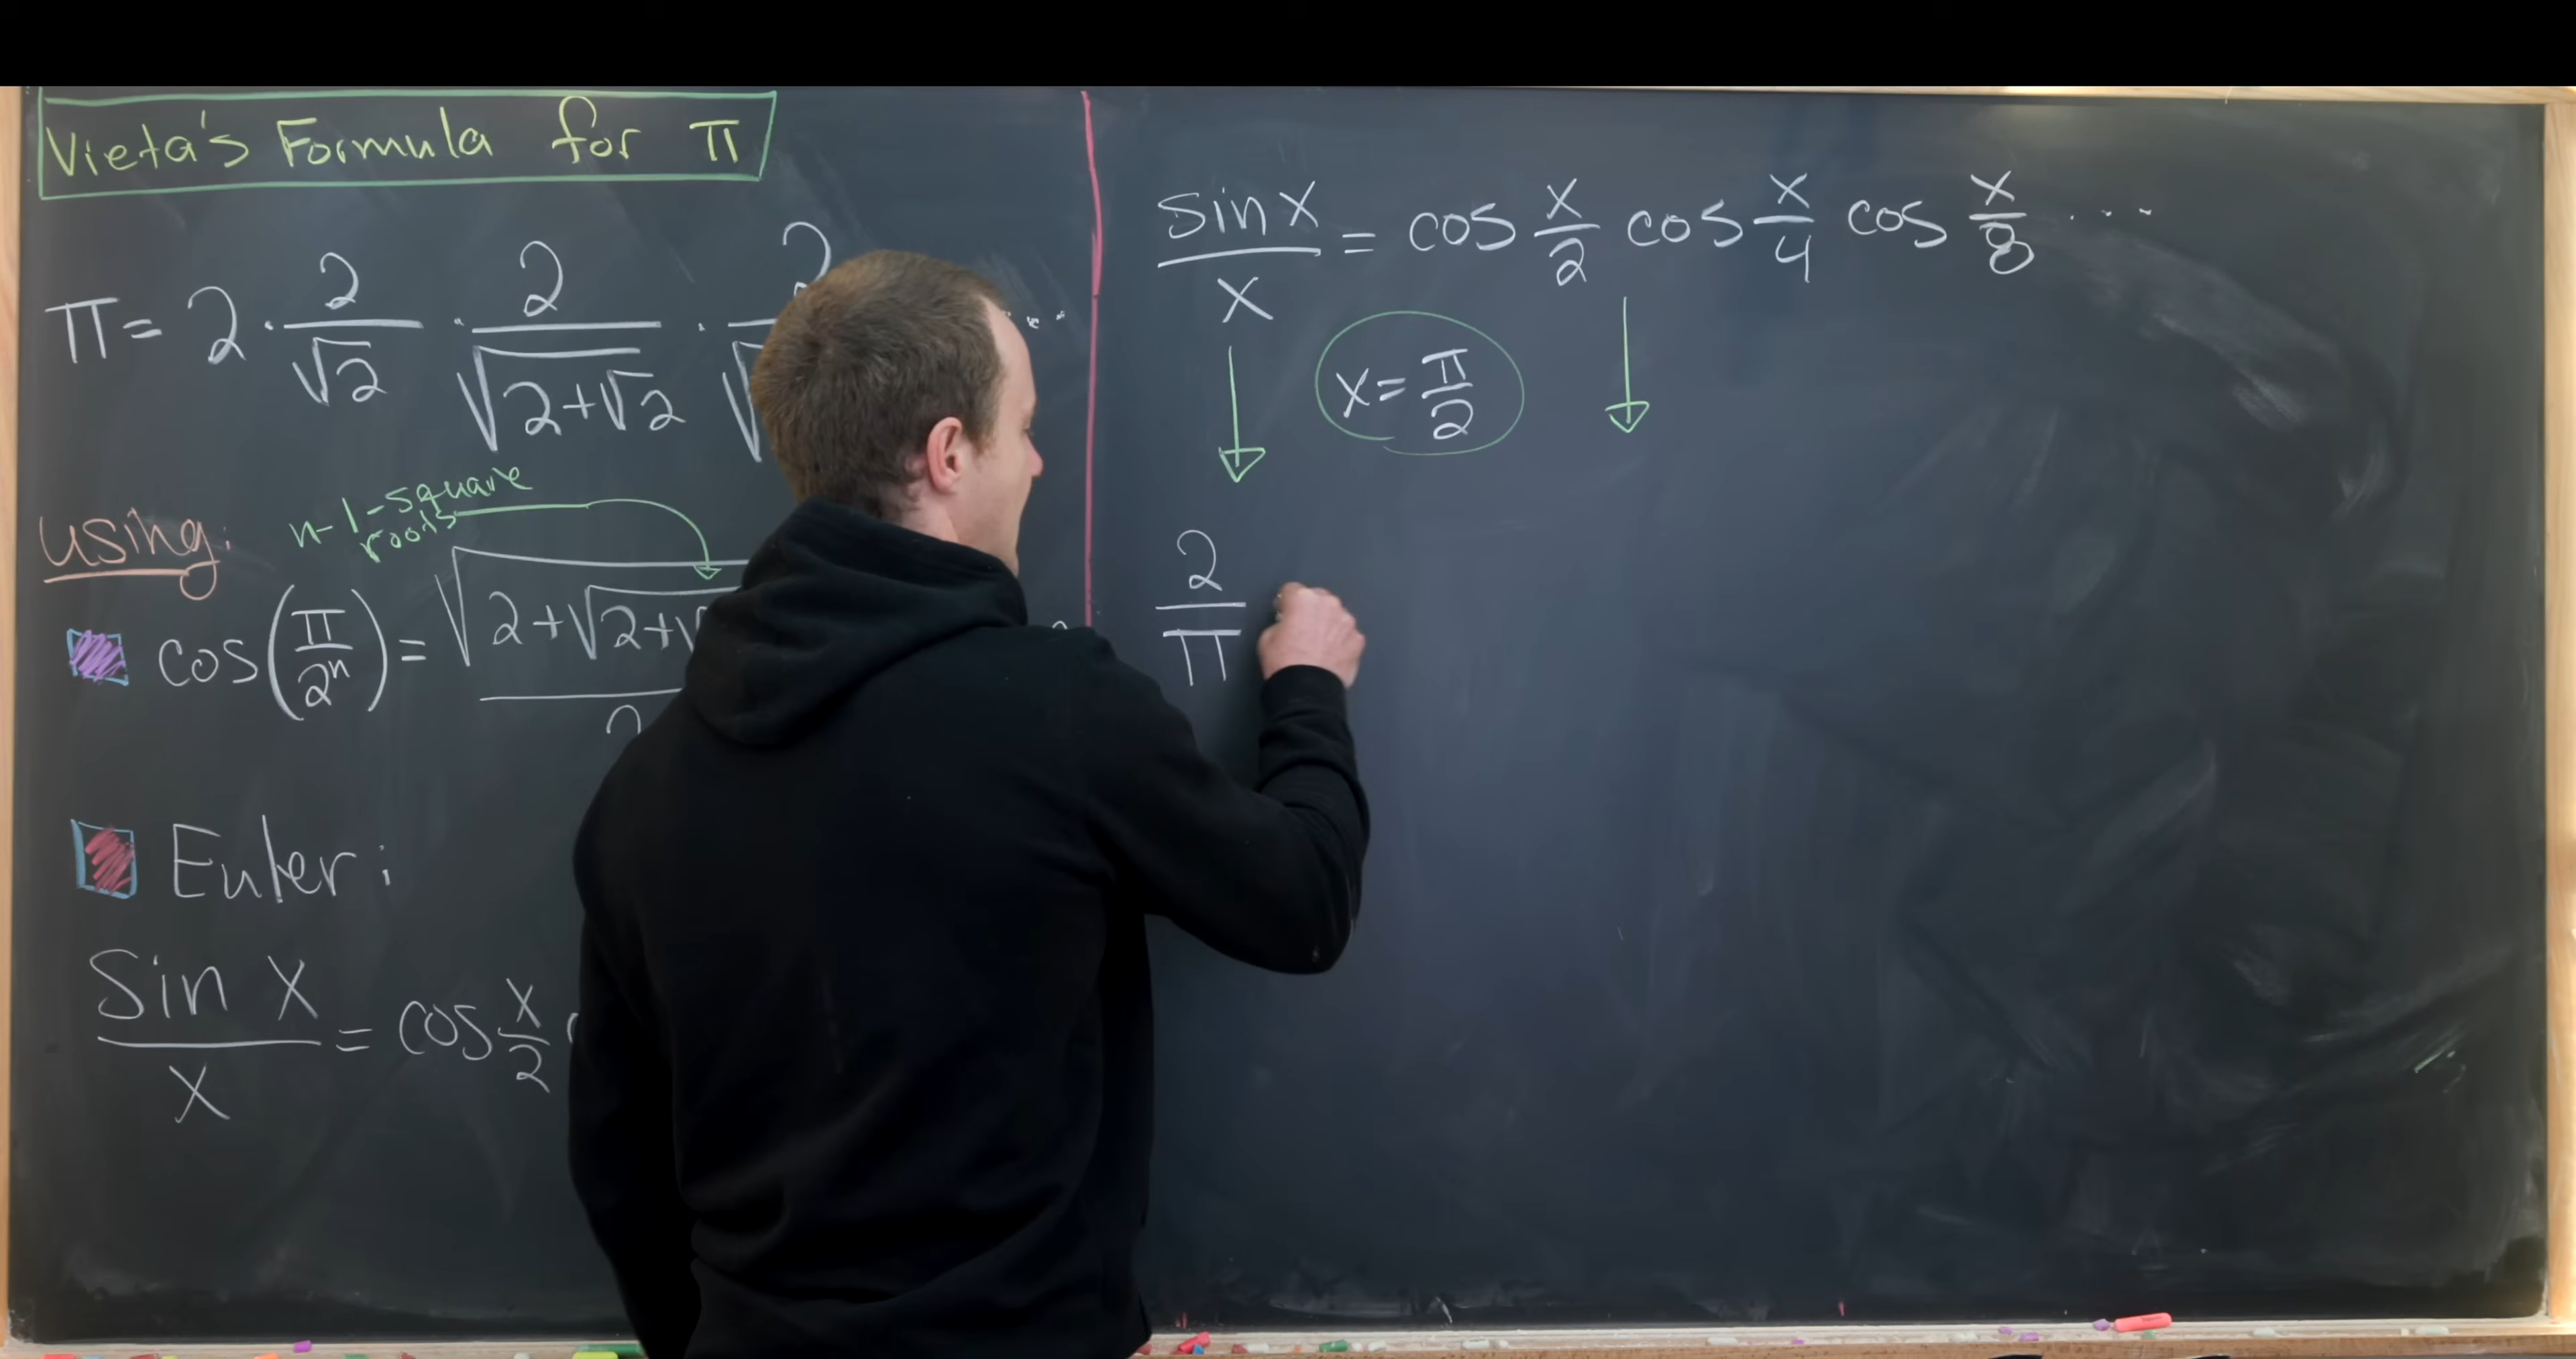 Vieta's Formula for π
π = 2 · 2/√2 · 2/√(2+√2) · 2/√ ...
using:
n-1-square
roots
cos(π/2ⁿ) = √(2+√(2+√
Euler:
Sin x/x = cos x/2
sin x/x = cos x/2 cos x/4 cos x/8 ...
x = π/2
2/π